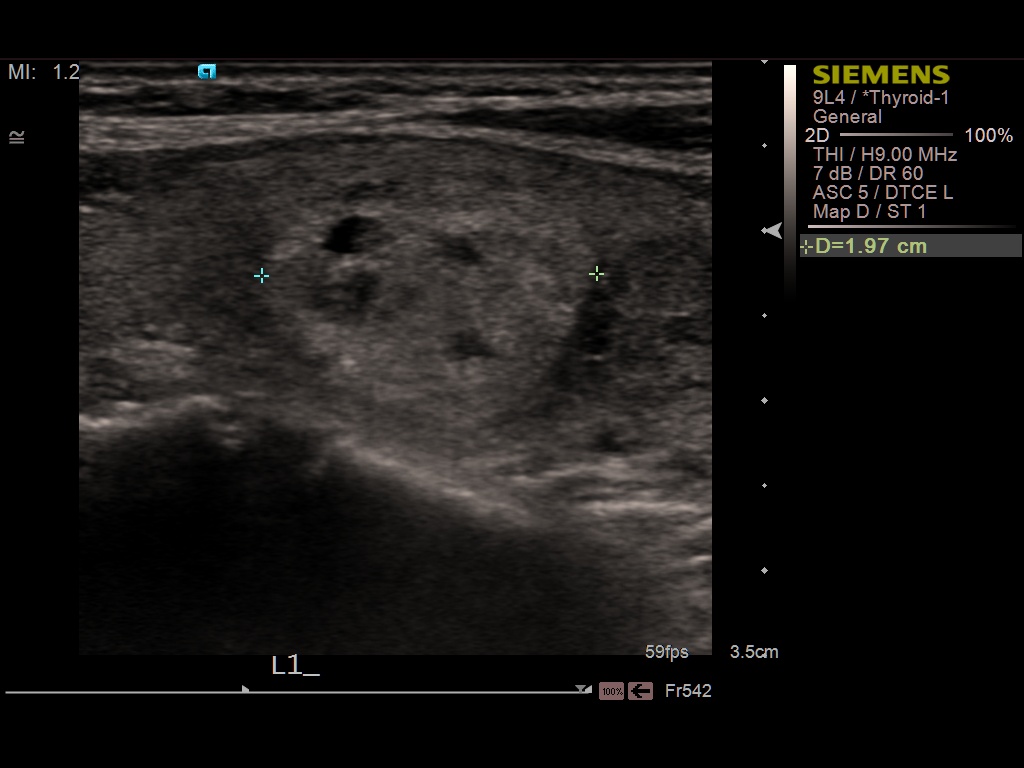 MI: 1.2
SIEMENS
9L4 / *Thyroid-1
General
2D 100%
THI / H9.00 MHz
7 dB / DR 60
ASC 5 / DTCE L
Map D / ST 1
D=1.97 cm
59fps 3.5cm
L1_
100% Fr542